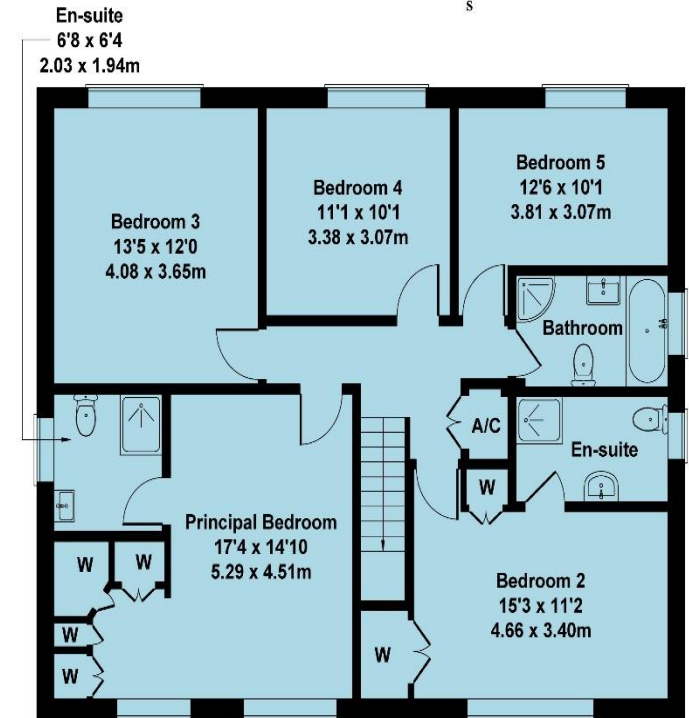 s
En-suite
6'8 x 6'4
2.03 x 1.94m
Bedroom 3
13'5 x 12'0
4.08 x 3.65m
Bedroom 4
11'1 x 10'1
3.38 x 3.07m
Bedroom 5
12'6 x 10'1
3.81 x 3.07m
Bathroom
A/C
En-suite
W
Principal Bedroom
17'4 x 14'10
5.29 x 4.51m
W
W
W
W
Bedroom 2
15'3 x 11'2
4.66 x 3.40m
W